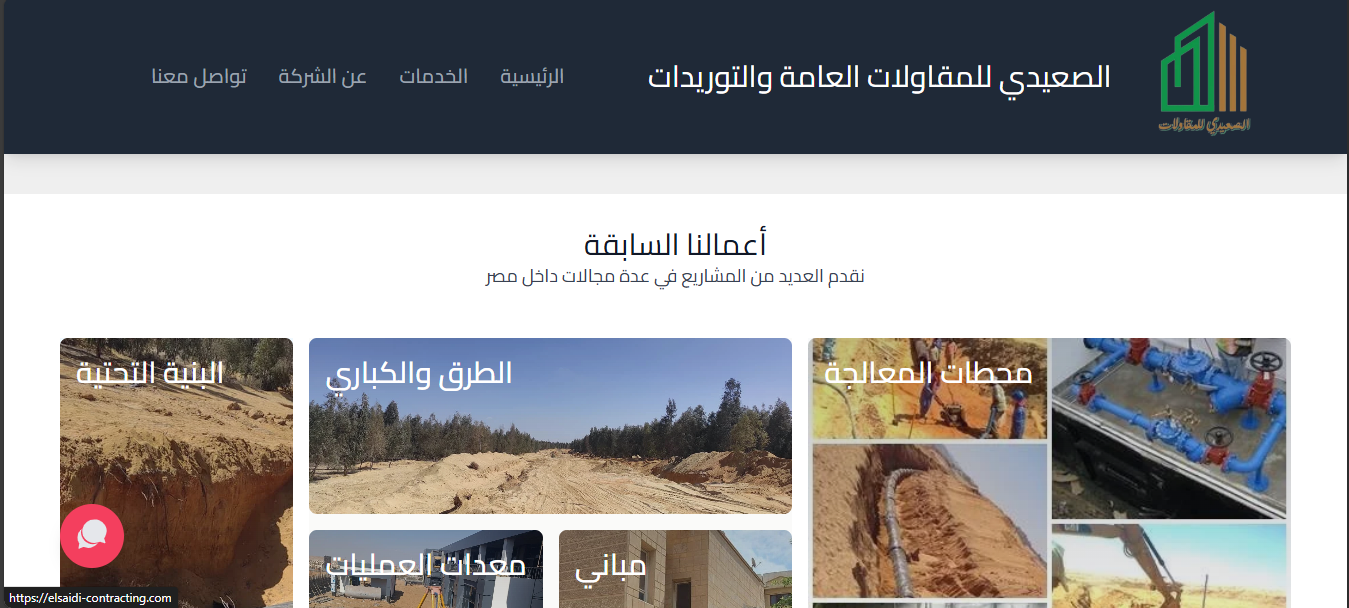 الصعيدي للمقاولات
الصعيدي للمقاولات العامة والتوريدات
الرئيسية
الخدمات
عن الشركة
تواصل معنا
أعمالنا السابقة
نقدم العديد من المشاريع في عدة مجالات داخل مصر
محطات المعالجة
الطرق والكباري
البنية التحتية
مباني
معدات العمليات
https://elsaidi-contracting.com